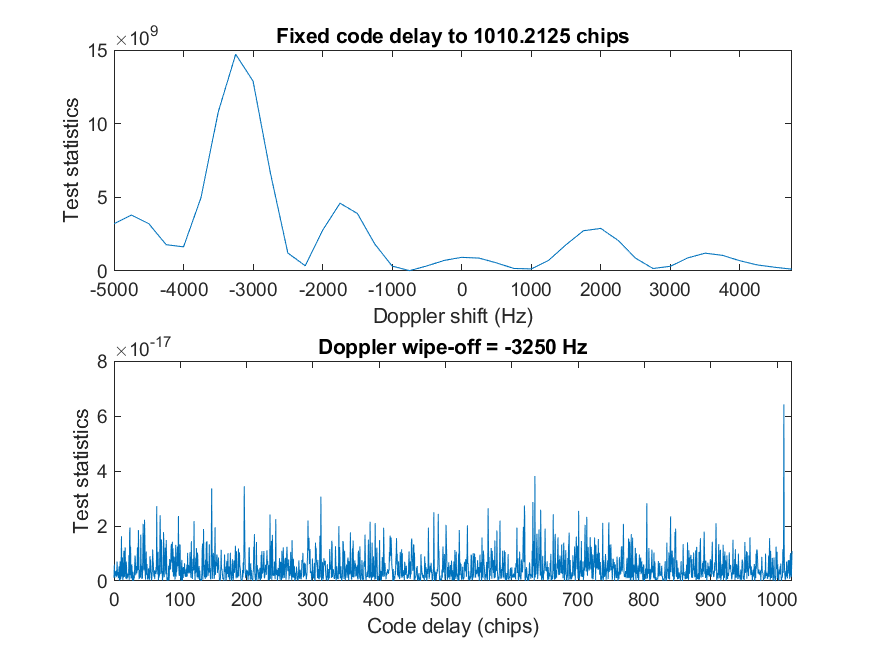 ×10^9
Fixed code delay to 1010.2125 chips
15
10
5
0
Test statistics
-5000 -4000 -3000 -2000 -1000 0 1000 2000 3000 4000
Doppler shift (Hz)
×10^-17
Doppler wipe-off = -3250 Hz
8
6
4
2
0
Test statistics
0 100 200 300 400 500 600 700 800 900 1000
Code delay (chips)